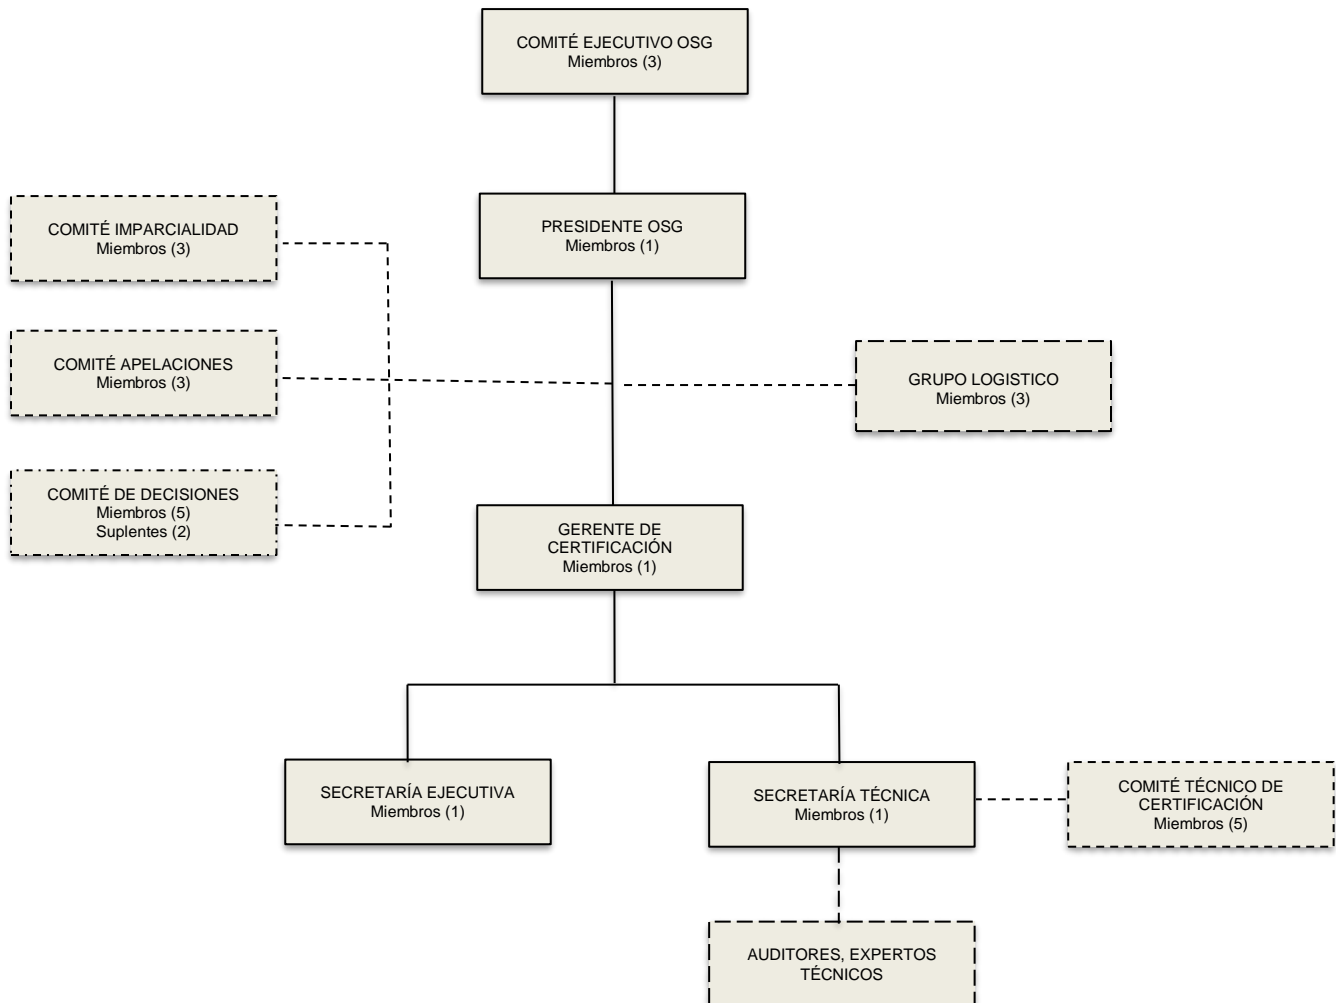 COMITÉ EJECUTIVO OSG
Miembros (3)
PRESIDENTE OSG
Miembros (1)
COMITÉ IMPARCIALIDAD
Miembros (3)
COMITÉ APELACIONES
Miembros (3)
GRUPO LOGISTICO
Miembros (3)
COMITÉ DE DECISIONES
Miembros (5)
Suplentes (2)
GERENTE DE
CERTIFICACIÓN
Miembros (1)
SECRETARÍA EJECUTIVA
Miembros (1)
SECRETARÍA TÉCNICA
Miembros (1)
COMITÉ TÉCNICO DE
CERTIFICACIÓN
Miembros (5)
AUDITORES, EXPERTOS
TÉCNICOS